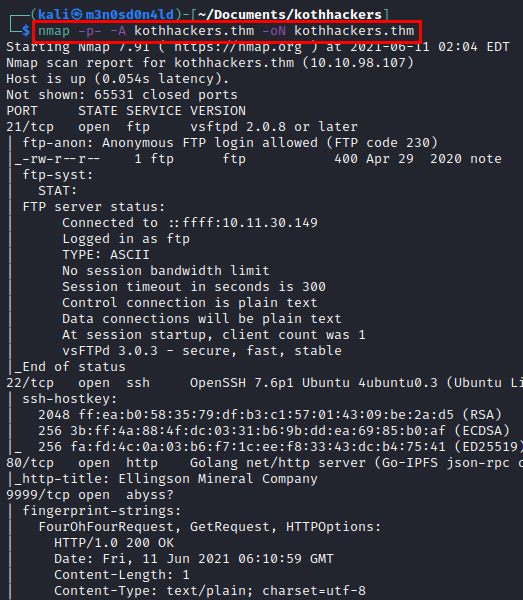 (kali㉿m3n0sd0n4ld)-[~/Documents/kothhackers]
$ nmap -p- -A kothhackers.thm -oN kothhackers.thm
Starting Nmap 7.91 ( https://nmap.org ) at 2021-06-11 02:04 EDT
Nmap scan report for kothhackers.thm (10.10.98.107)
Host is up (0.054s latency).
Not shown: 65531 closed ports
PORT     STATE SERVICE VERSION
21/tcp   open  ftp     vsftpd 2.0.8 or later
| ftp-anon: Anonymous FTP login allowed (FTP code 230)
|_-rw-r--r--    1 ftp      ftp           400 Apr 29  2020 note
| ftp-syst:
|   STAT:
| FTP server status:
|      Connected to ::ffff:10.11.30.149
|      Logged in as ftp
|      TYPE: ASCII
|      No session bandwidth limit
|      Session timeout in seconds is 300
|      Control connection is plain text
|      Data connections will be plain text
|      At session startup, client count was 1
|      vsFTPd 3.0.3 - secure, fast, stable
|_End of status
22/tcp   open  ssh     OpenSSH 7.6p1 Ubuntu 4ubuntu0.3 (Ubuntu Li
| ssh-hostkey:
|   2048 ff:ea:b0:58:35:79:df:b3:c1:57:01:43:09:be:2a:d5 (RSA)
|   256 3b:ff:4a:88:4f:dc:03:31:b6:9b:dd:ea:69:85:b0:af (ECDSA)
|_  256 fa:fd:4c:0a:03:b6:f7:1c:ee:f8:33:43:dc:b4:75:41 (ED25519)
80/tcp   open  http    Golang net/http server (Go-IPFS json-rpc o
|_http-title: Ellingson Mineral Company
9999/tcp open  abyss?
| fingerprint-strings:
|   FourOhFourRequest, GetRequest, HTTPOptions:
|     HTTP/1.0 200 OK
|     Date: Fri, 11 Jun 2021 06:10:59 GMT
|     Content-Length: 1
|     Content-Type: text/plain; charset=utf-8